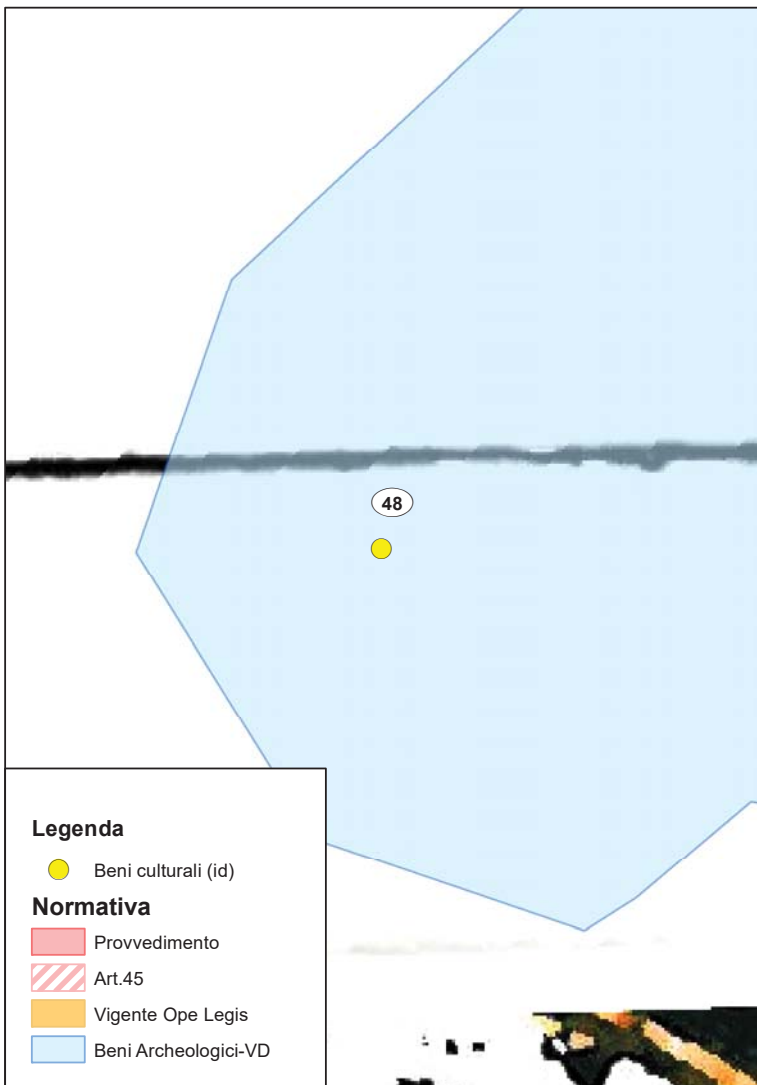 48
Legenda
Beni culturali (id)
Normativa
Provvedimento
Art.45
Vigente Ope Legis
Beni Archeologici-VD